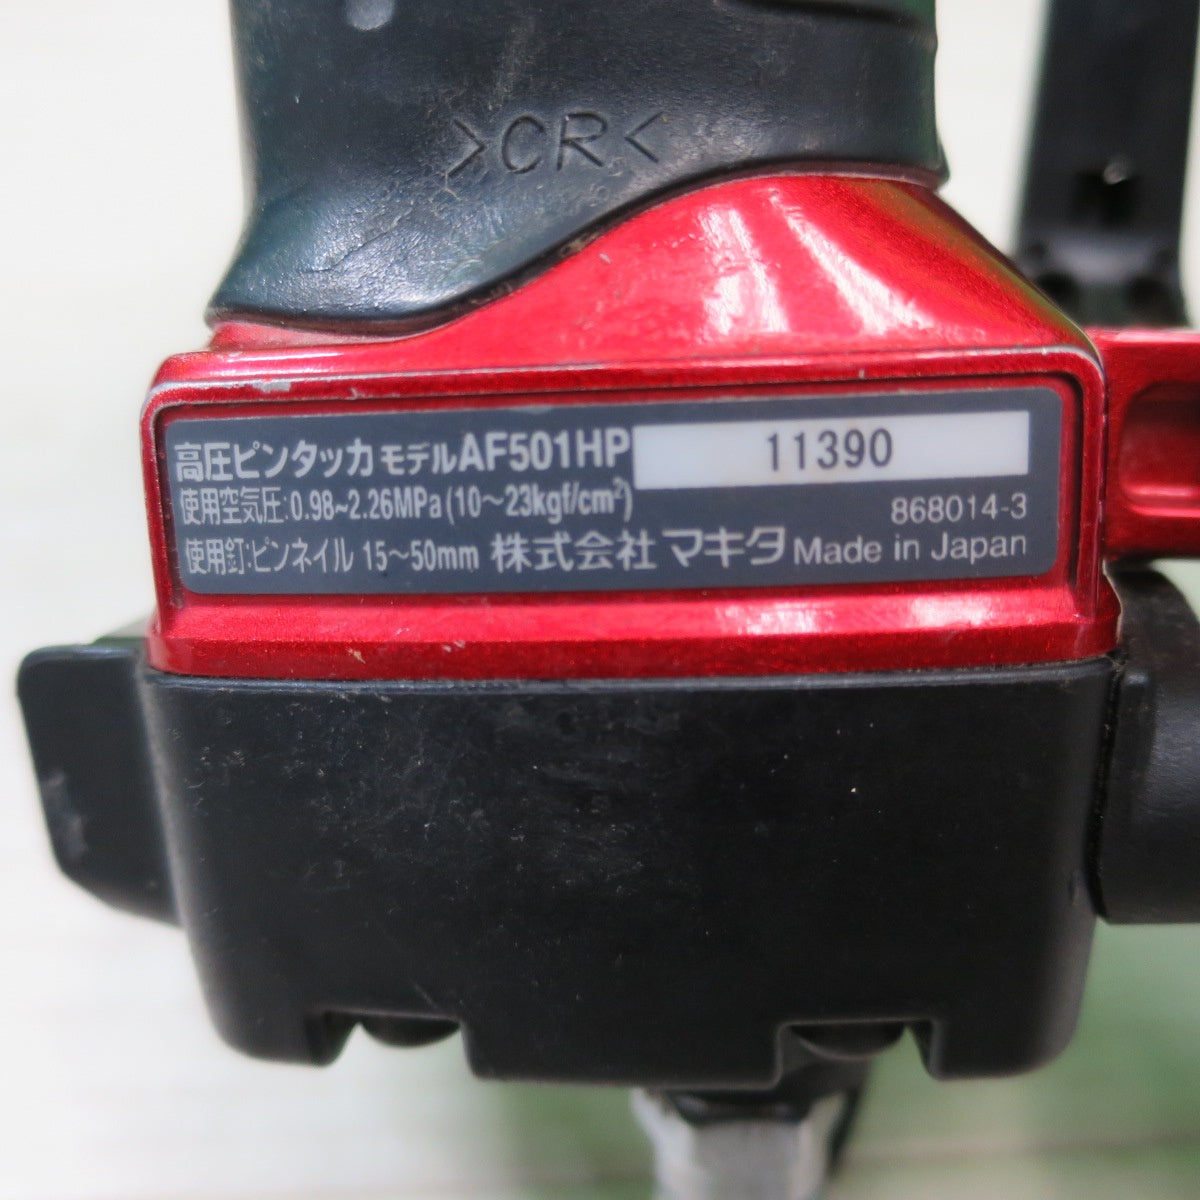 >CR<
高圧ピンタッカモデルAF501HP 11390
使用空気圧:0.98~2.26MPa(10〜23kgf/cm²)
868014-3
使用釘:ピンネイル 15〜50mm 株式会社マキタ Made in Japan